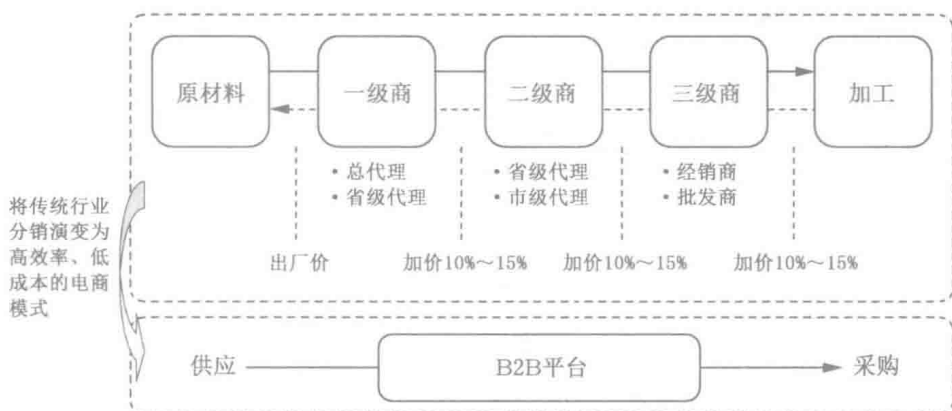 原材料
一级商
二级商
三级商
加工
·总代理
·省级代理
·省级代理
·市级代理
·经销商
·批发商
出厂价
加价10%～15%
加价10%～15%
加价10%～15%
将传统行业
分销演变为
高效率、低
成本的电商
模式
供应
B2B平台
采购